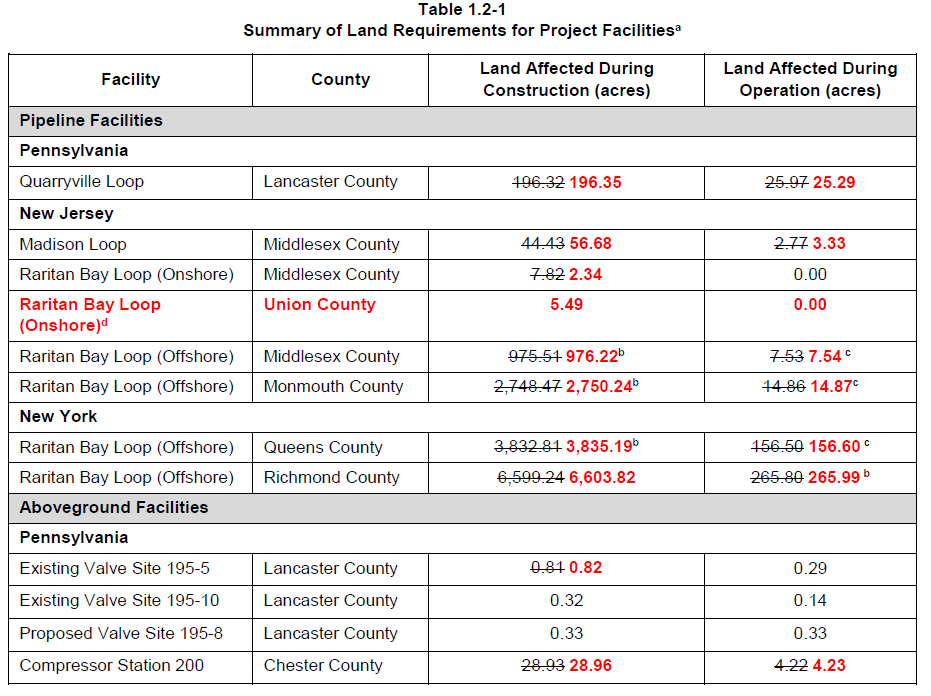 Table 1.2-1
Summary of Land Requirements for Project Facilitiesª
Facility County Land Affected During Construction (acres) Land Affected During Operation (acres)
Pipeline Facilities
Pennsylvania
Quarryville Loop Lancaster County 196.32 196.35 25.97 25.29
New Jersey
Madison Loop Middlesex County 44.43 56.68 2.77 3.33
Raritan Bay Loop (Onshore) Middlesex County 7.82 2.34 0.00
Raritan Bay Loop (Onshore)ᵈ Union County 5.49 0.00
Raritan Bay Loop (Offshore) Middlesex County 975.51 976.22ᵇ 7.53 7.54 ᶜ
Raritan Bay Loop (Offshore) Monmouth County 2,748.47 2,750.24ᵇ 14.86 14.87ᶜ
New York
Raritan Bay Loop (Offshore) Queens County 3,832.81 3,835.19ᵇ 156.50 156.60 ᶜ
Raritan Bay Loop (Offshore) Richmond County 6,599.24 6,603.82 265.80 265.99 ᵇ
Aboveground Facilities
Pennsylvania
Existing Valve Site 195-5 Lancaster County 0.81 0.82 0.29
Existing Valve Site 195-10 Lancaster County 0.32 0.14
Proposed Valve Site 195-8 Lancaster County 0.33 0.33
Compressor Station 200 Chester County 28.93 28.96 4.22 4.23